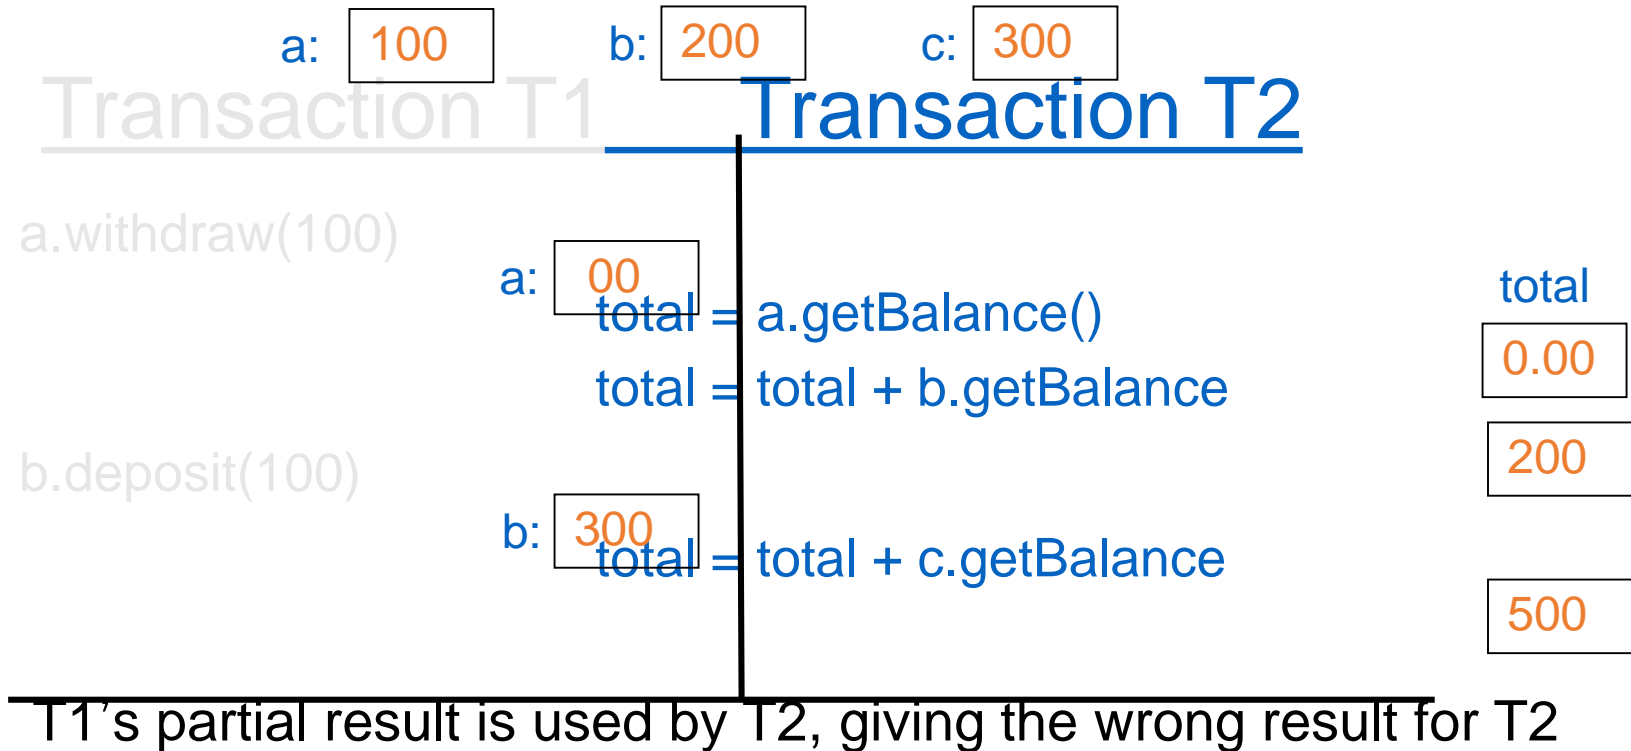 a: 100 b: 200 c: 300
Transaction T1 Transaction T2
a.withdraw(100)
a: 00
total
total = a.getBalance()
0.00
total = total + b.getBalance
200
b.deposit(100)
b: 300
total = total + c.getBalance
500
T1's partial result is used by T2, giving the wrong result for T2